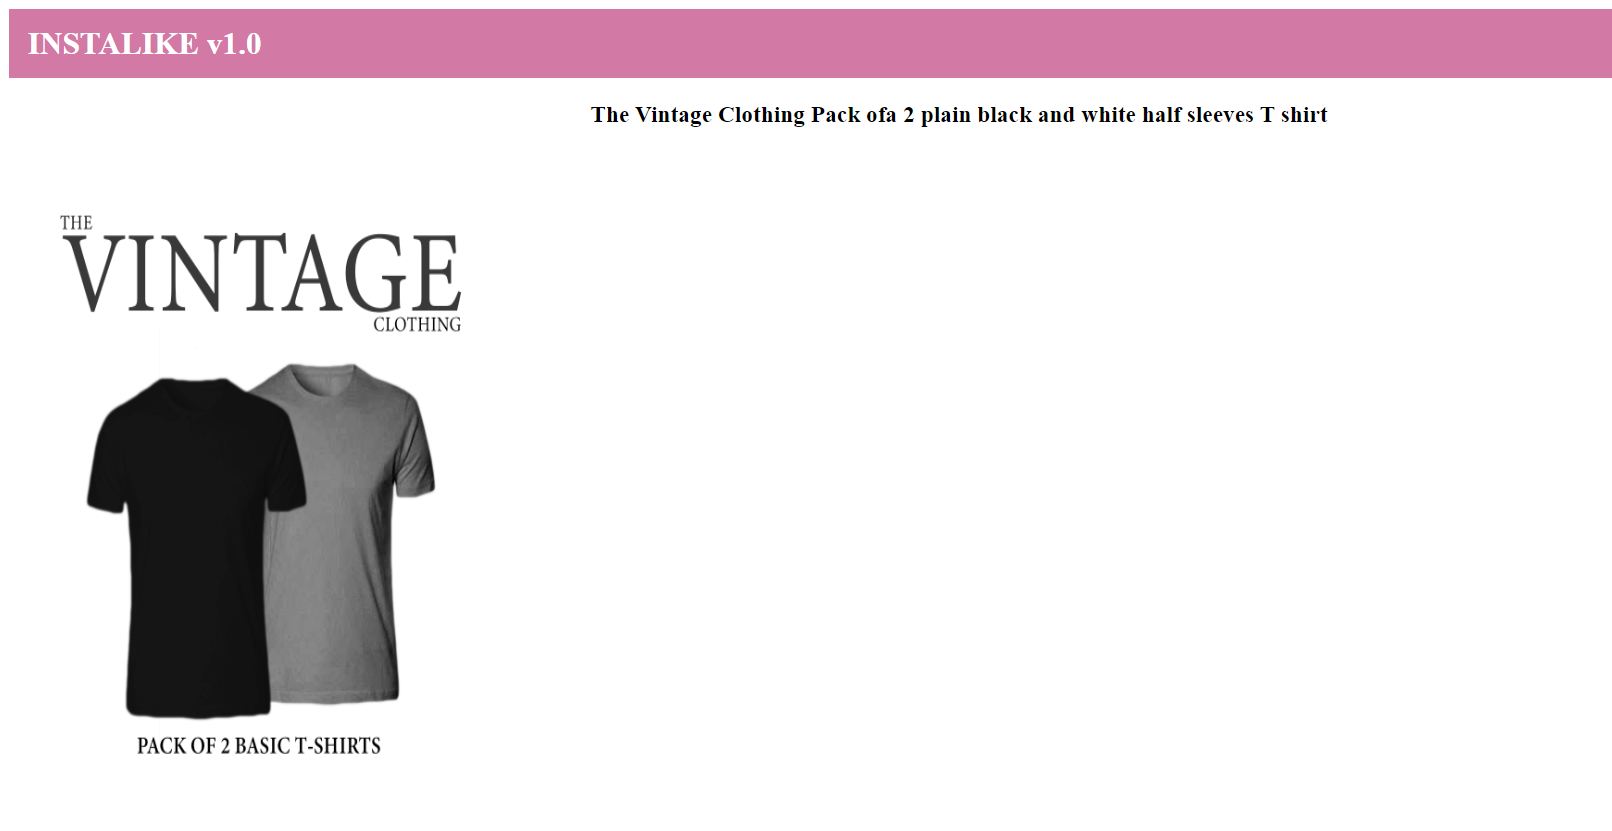 INSTALIKE v1.0
The Vintage Clothing Pack ofa 2 plain black and white half sleeves T shirt
THE
VINTAGE
CLOTHING
PACK OF 2 BASIC T-SHIRTS